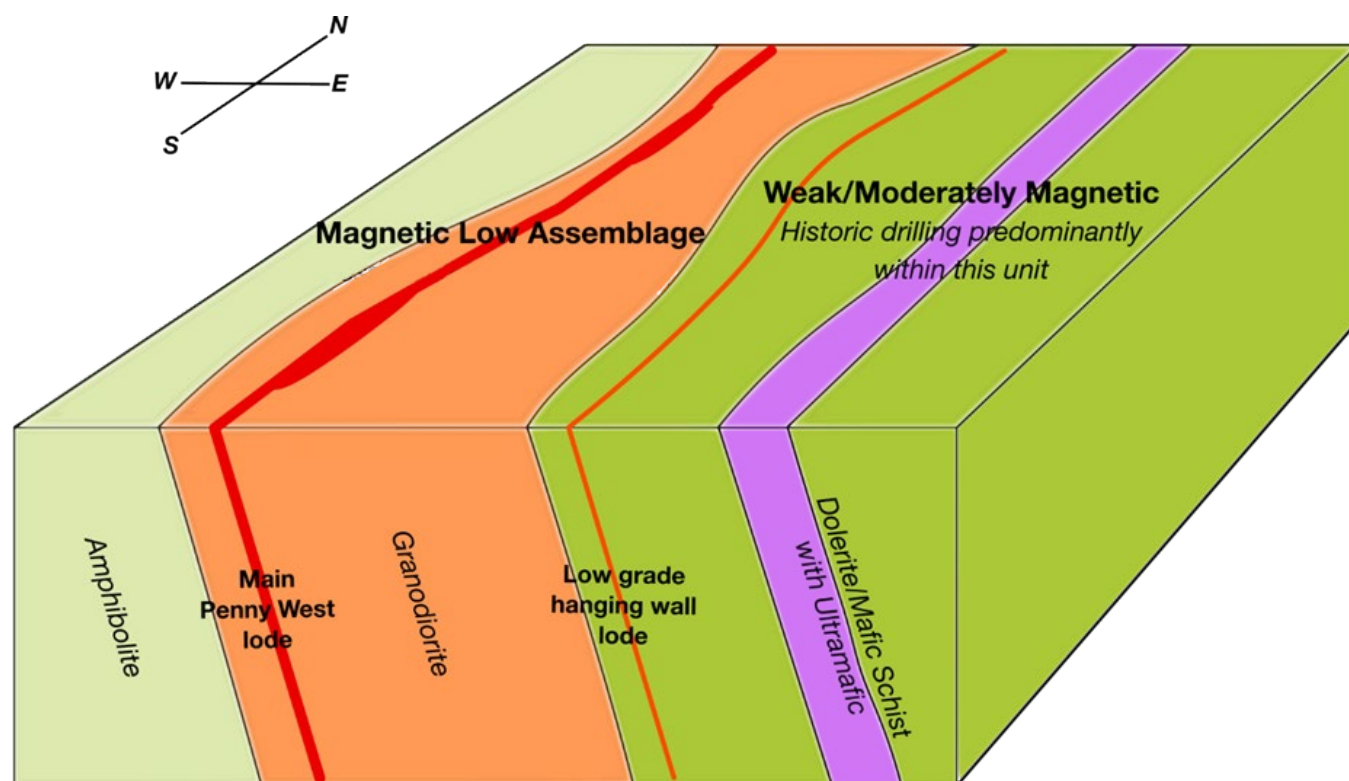 N
W
E
S
Magnetic Low Assemblage
Weak/Moderately Magnetic
Historic drilling predominantly
within this unit
Amphibolite
Main
Penny West
lode
Granodiorite
Low grade
hanging wall
lode
Dolerite/Mafic Schist
with Ultramafic